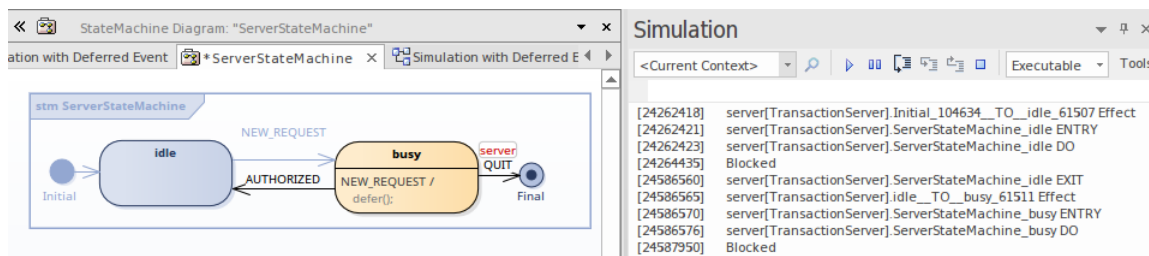 StateMachine Diagram: "ServerStateMachine"
ation with Deferred Event
*ServerStateMachine
Simulation with Deferred E
stm ServerStateMachine
NEW_REQUEST
idle
busy
server
QUIT
AUTHORIZED
NEW_REQUEST /
defer();
Initial
Final
Simulation
<Current Context>
Executable
Tools
[24262418] server[TransactionServer].Initial_104634__TO__idle_61507 Effect
[24262421] server[TransactionServer].ServerStateMachine_idle ENTRY
[24262423] server[TransactionServer].ServerStateMachine_idle DO
[24264435] Blocked
[24586560] server[TransactionServer].ServerStateMachine_idle EXIT
[24586565] server[TransactionServer].idle__TO__busy_61511 Effect
[24586570] server[TransactionServer].ServerStateMachine_busy ENTRY
[24586576] server[TransactionServer].ServerStateMachine_busy DO
[24587950] Blocked